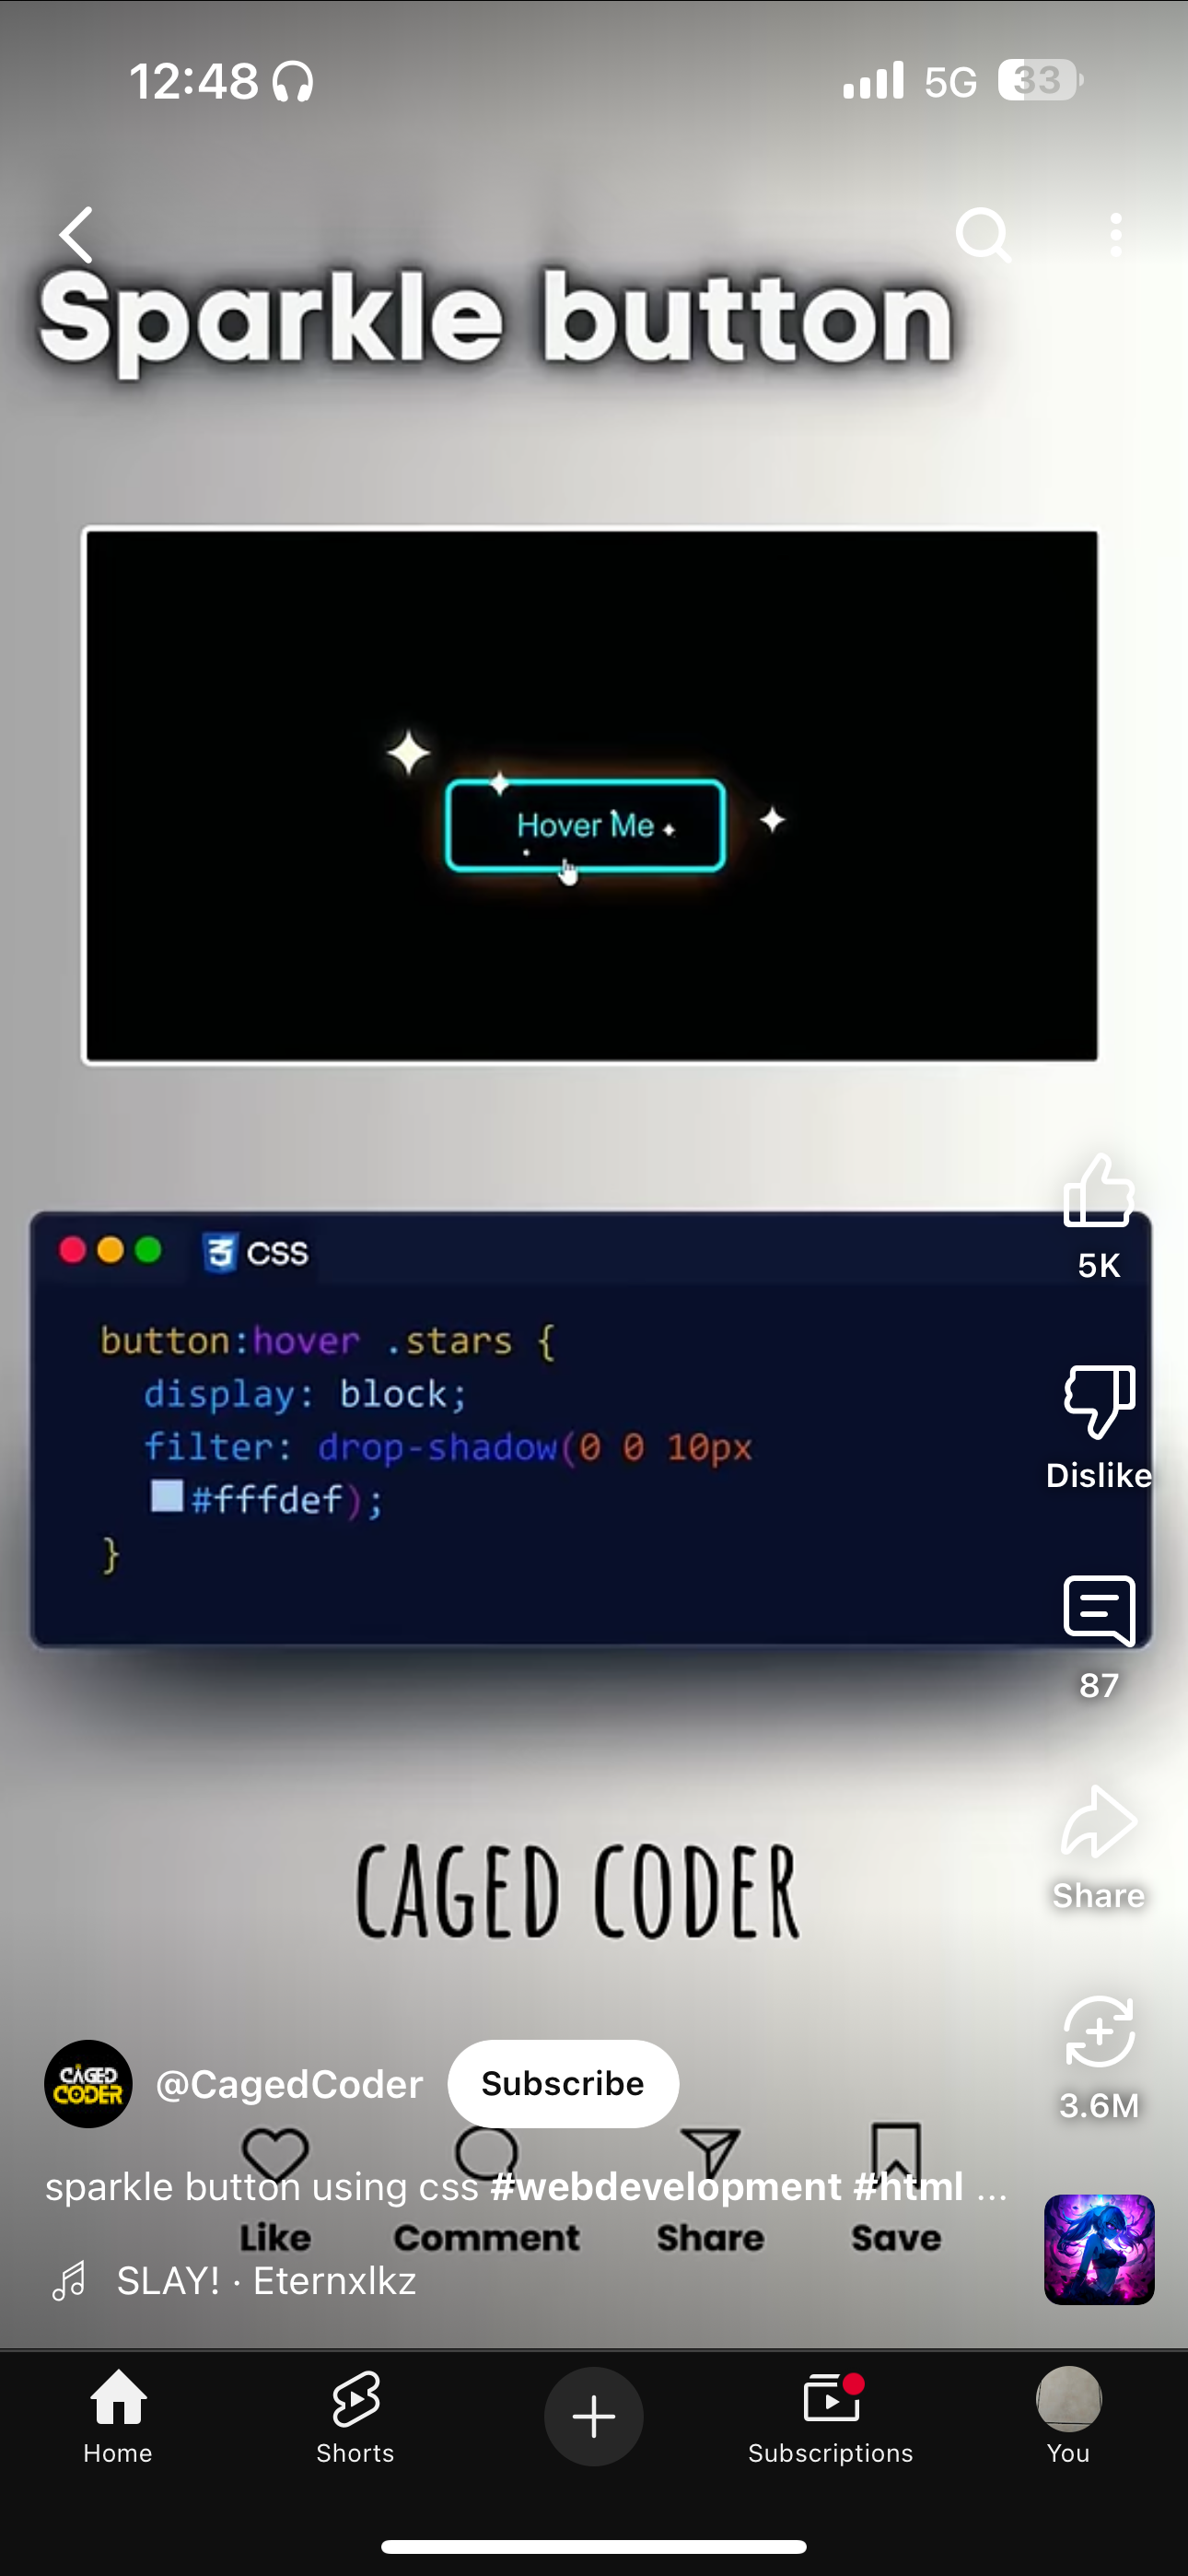 12:48
5G
33
Sparkle button
Hover Me
CSS
button:hover .stars {
display: block;
filter: drop-shadow(0 0 10px
#fffdef);
}
5K
Dislike
87
Share
3.6M
CAGED CODER
CAGED
CODER
@CagedCoder
Subscribe
sparkle button using css #webdevelopment #html ...
Like
Comment
Share
Save
SLAY! · Eternxlkz
Home
Shorts
Subscriptions
You